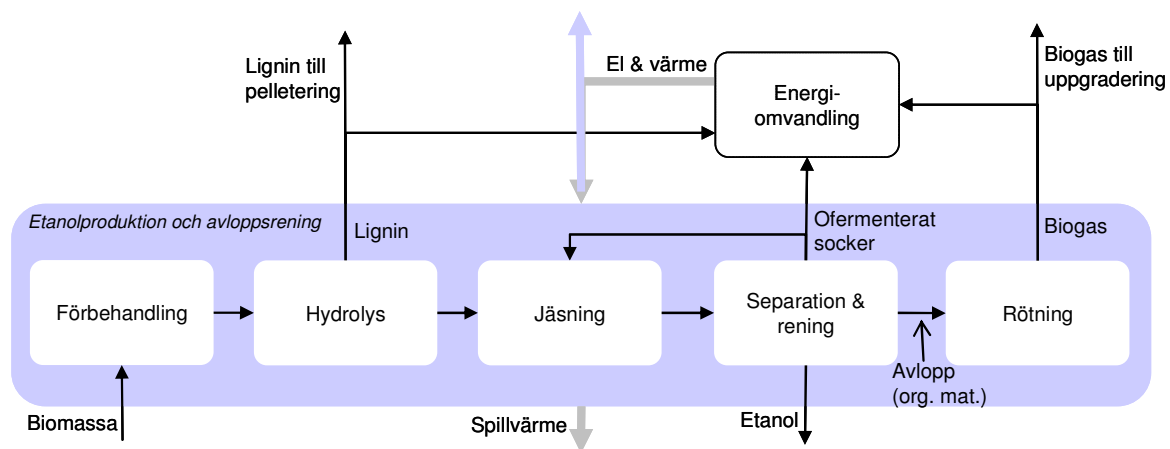 Lignin till
pelletering
El & värme
Energi-
omvandling
Biogas till
uppgradering
Etanolproduktion och avloppsrening
Lignin
Ofermenterat
socker
Biogas
Förbehandling
Hydrolys
Jäsning
Separation &
rening
Rötning
Avlopp
(org. mat.)
Biomassa
Spillvärme
Etanol